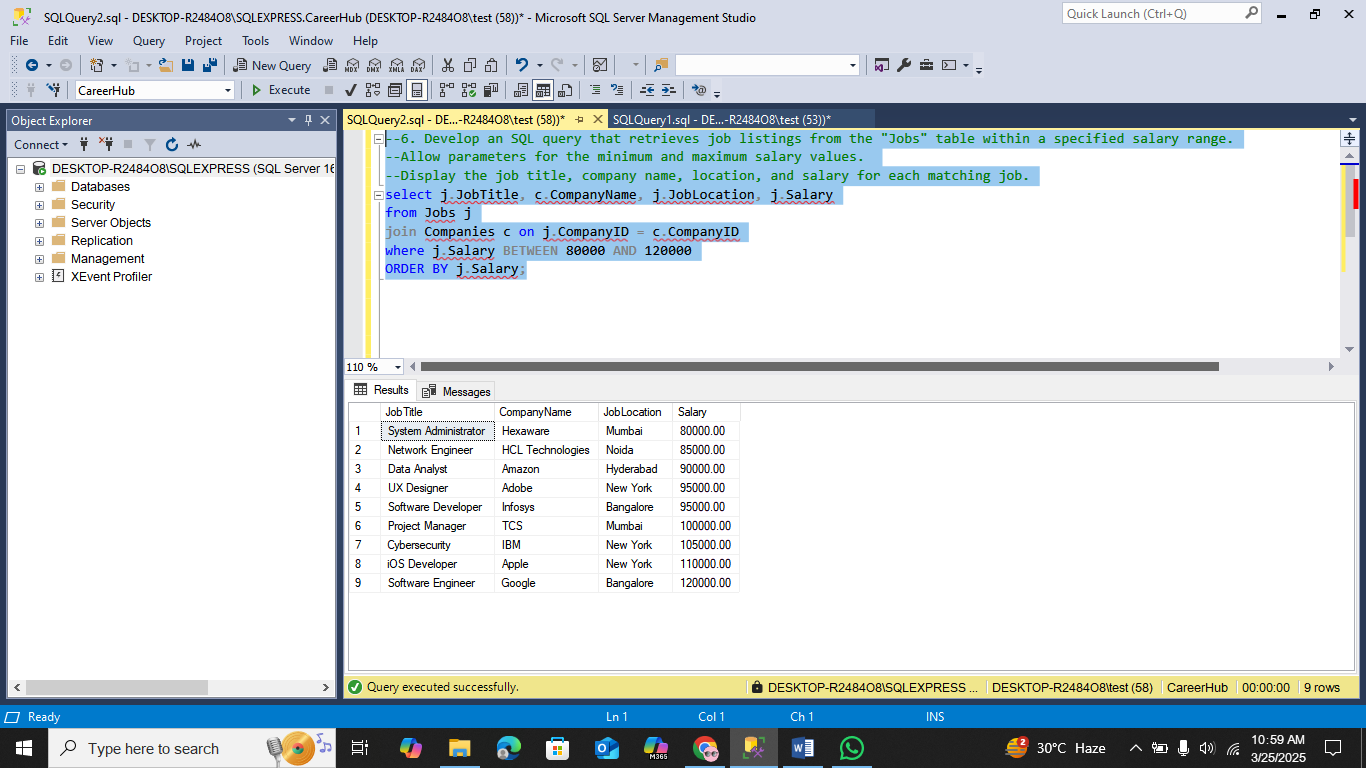 SQLQuery2.sql - DESKTOP-R2484O8\SQLEXPRESS.CareerHub (DESKTOP-R2484O8\test (58))* - Microsoft SQL Server Management Studio
Quick Launch (Ctrl+Q)
File Edit View Query Project Tools Window Help
New Query MDX DMX XMLA DAX
CareerHub Execute
Object Explorer
SQLQuery2.sql - DE...-R2484O8\test (58))* SQLQuery1.sql - DE...-R2484O8\test (53))*
Connect
DESKTOP-R2484O8\SQLEXPRESS (SQL Server 16
Databases
Security
Server Objects
Replication
Management
XEvent Profiler
--6. Develop an SQL query that retrieves job listings from the "Jobs" table within a specified salary range.
--Allow parameters for the minimum and maximum salary values.
--Display the job title, company name, location, and salary for each matching job.
select j.JobTitle, c.CompanyName, j.JobLocation, j.Salary
from Jobs j
join Companies c on j.CompanyID = c.CompanyID
where j.Salary BETWEEN 80000 AND 120000
ORDER BY j.Salary;
110 %
Results Messages
JobTitle CompanyName JobLocation Salary
1 System Administrator Hexaware Mumbai 80000.00
2 Network Engineer HCL Technologies Noida 85000.00
3 Data Analyst Amazon Hyderabad 90000.00
4 UX Designer Adobe New York 95000.00
5 Software Developer Infosys Bangalore 95000.00
6 Project Manager TCS Mumbai 100000.00
7 Cybersecurity IBM New York 105000.00
8 iOS Developer Apple New York 110000.00
9 Software Engineer Google Bangalore 120000.00
Query executed successfully. DESKTOP-R2484O8\SQLEXPRESS ... DESKTOP-R2484O8\test (58) CareerHub 00:00:00 9 rows
Ready Ln 1 Col 1 Ch 1 INS
Type here to search M365 2 30°C Haze 10:59 AM
3/25/2025